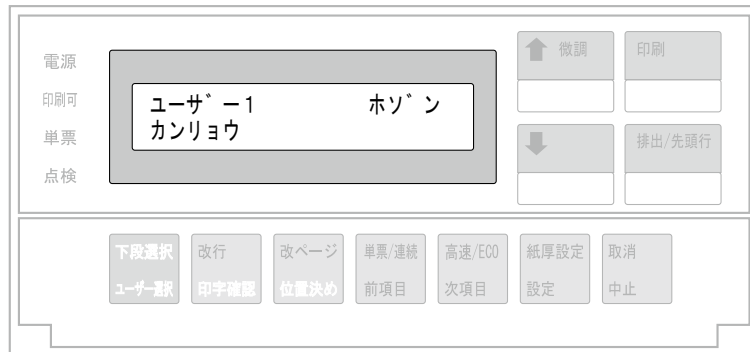 電源
印刷可
単票
点検
ユーザー1 ホゾン
カンリョウ
微調
印刷
排出/先頭行
下段選択
ユーザー選択
改行
印字確認
改ページ
位置決め
単票/連続
前項目
高速/ECO
次項目
紙厚設定
設定
取消
中止